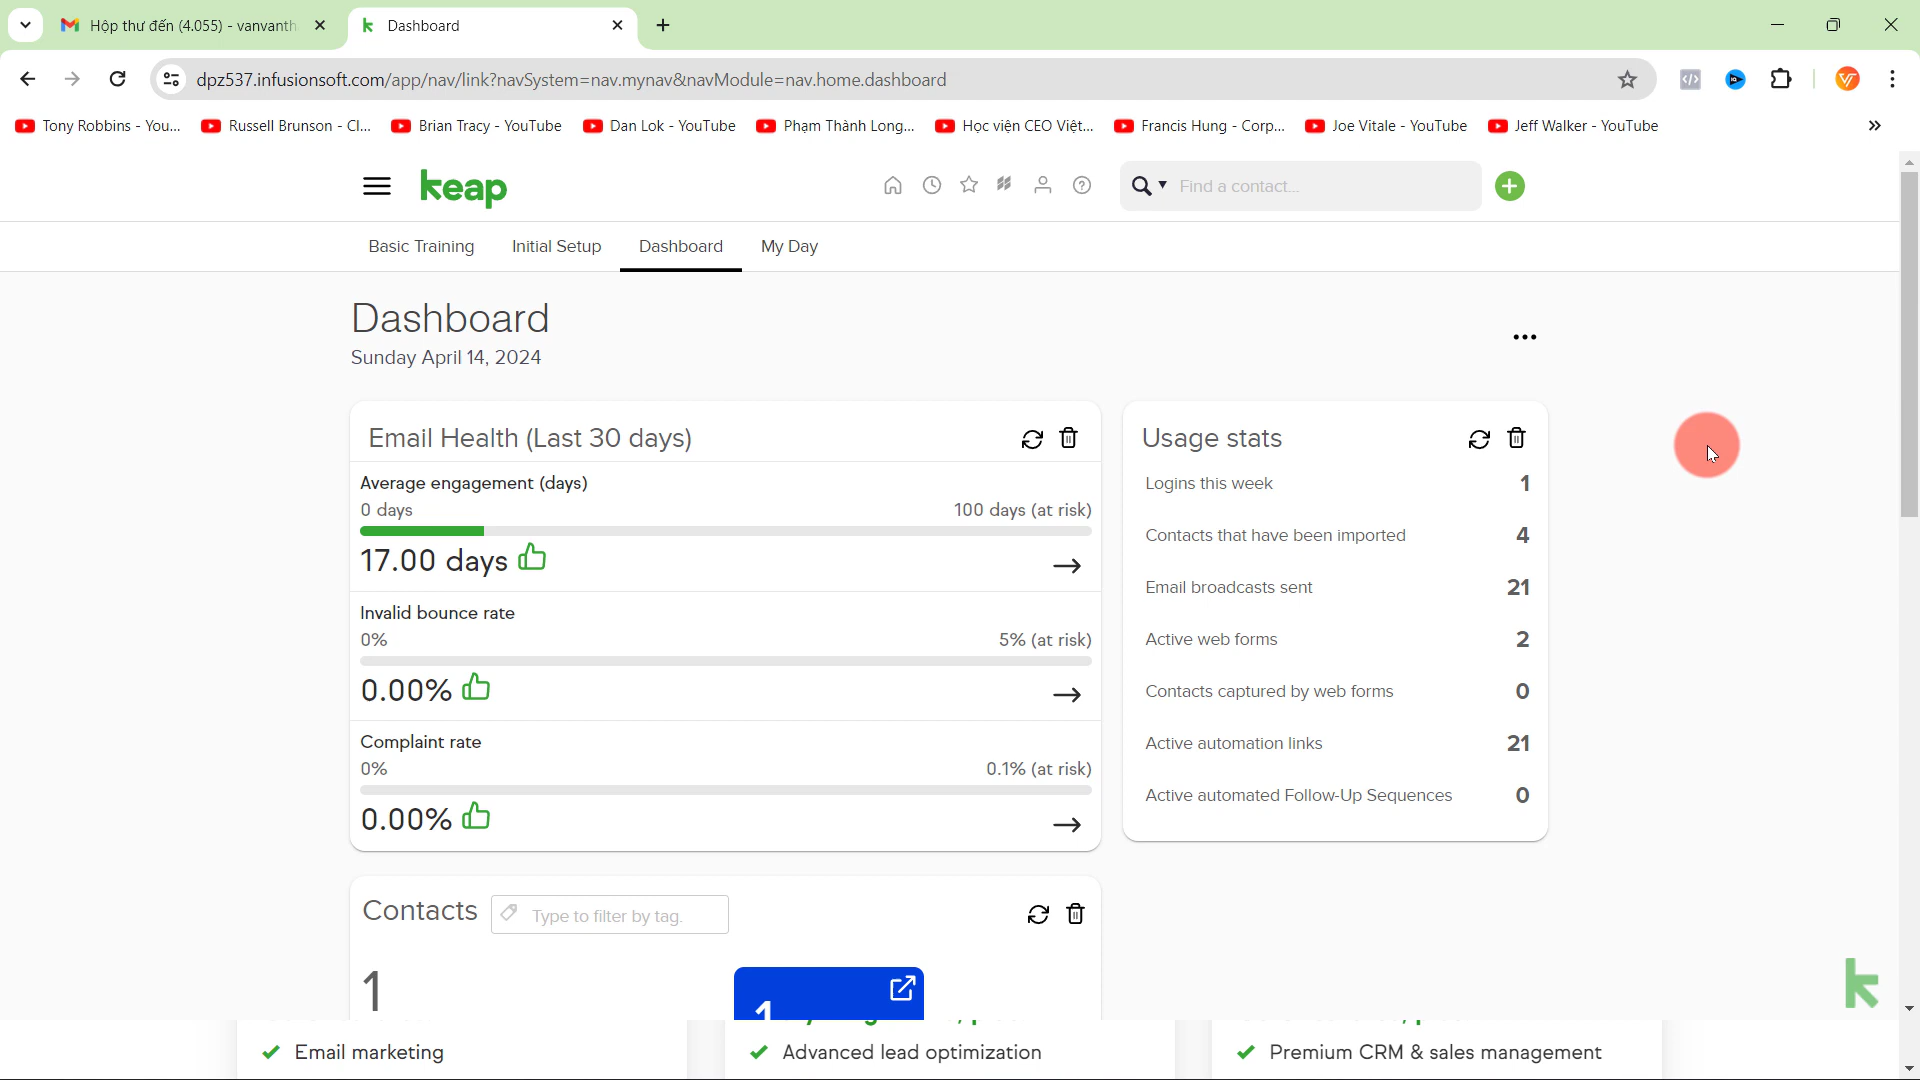 Hộp thư đến (4.055) - vanvanth
Dashboard
dpz537.infusionsoft.com/app/nav/link?navSystem=nav.mynav&navModule=nav.home.dashboard
Tony Robbins - You...
Russell Brunson - Cl...
Brian Tracy - YouTube
Dan Lok - YouTube
Phạm Thành Long...
Học viện CEO Việt...
Francis Hung - Corp...
Joe Vitale - YouTube
Jeff Walker - YouTube
keap
Find a contact...
Basic Training
Initial Setup
Dashboard
My Day
Dashboard
Sunday April 14, 2024
Email Health (Last 30 days)
Average engagement (days)
0 days
100 days (at risk)
17.00 days
Invalid bounce rate
0%
5% (at risk)
0.00%
Complaint rate
0%
0.1% (at risk)
0.00%
Usage stats
Logins this week 1
Contacts that have been imported 4
Email broadcasts sent 21
Active web forms 2
Contacts captured by web forms 0
Active automation links 21
Active automated Follow-Up Sequences 0
Contacts
Type to filter by tag.
1
1
k
Email marketing
Advanced lead optimization
Premium CRM & sales management